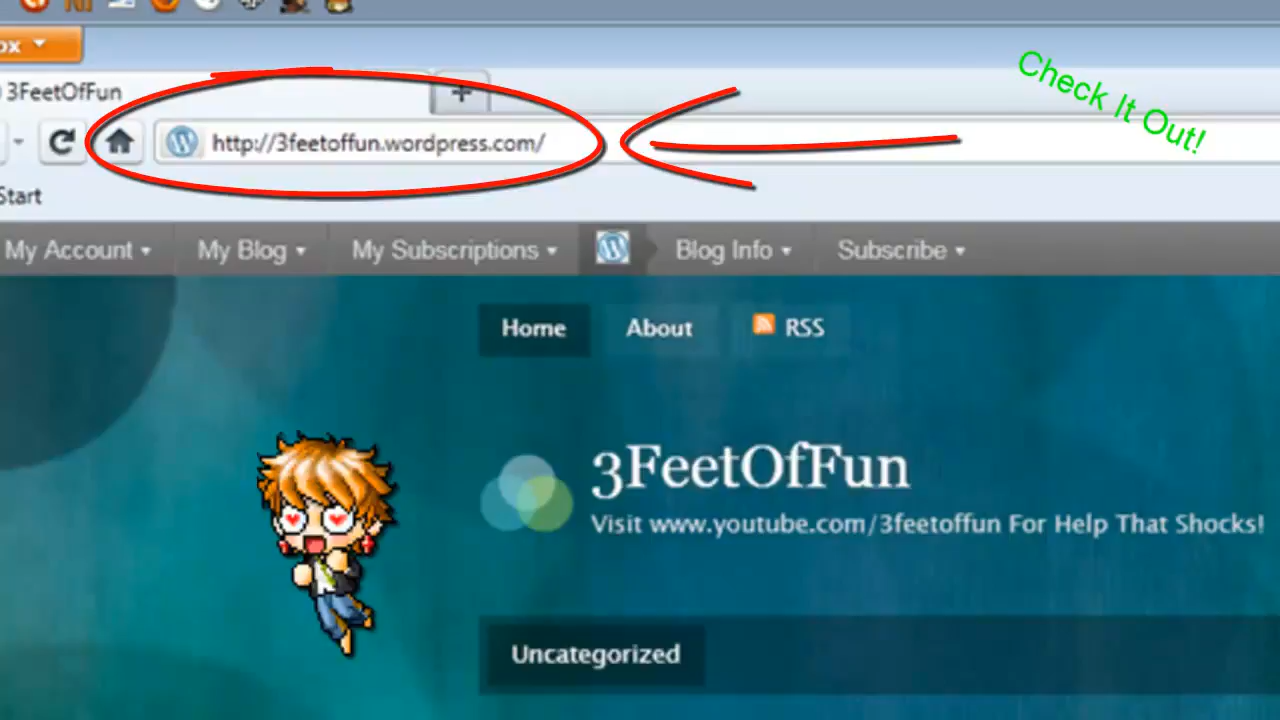 ox
3FeetOfFun
+
Check It Out!
http://3feetoffun.wordpress.com/
Start
My Account
My Blog
My Subscriptions
Blog Info
Subscribe
Home
About
RSS
3FeetOfFun
Visit www.youtube.com/3feetoffun For Help That Shocks!
Uncategorized